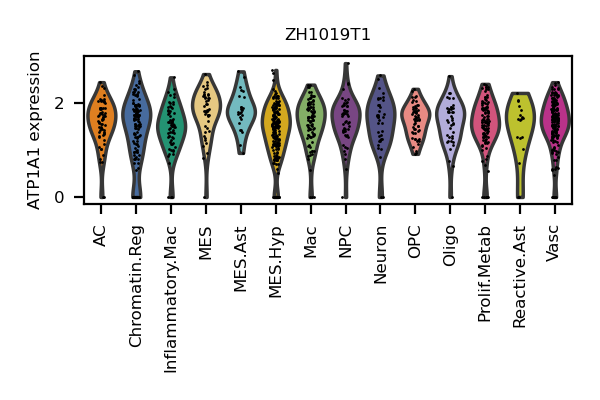 ZH1019T1
ATP1A1 expression
2
0
AC
Chromatin.Reg
Inflammatory.Mac
MES
MES.Ast
MES.Hyp
Mac
NPC
Neuron
OPC
Oligo
Prolif.Metab
Reactive.Ast
Vasc